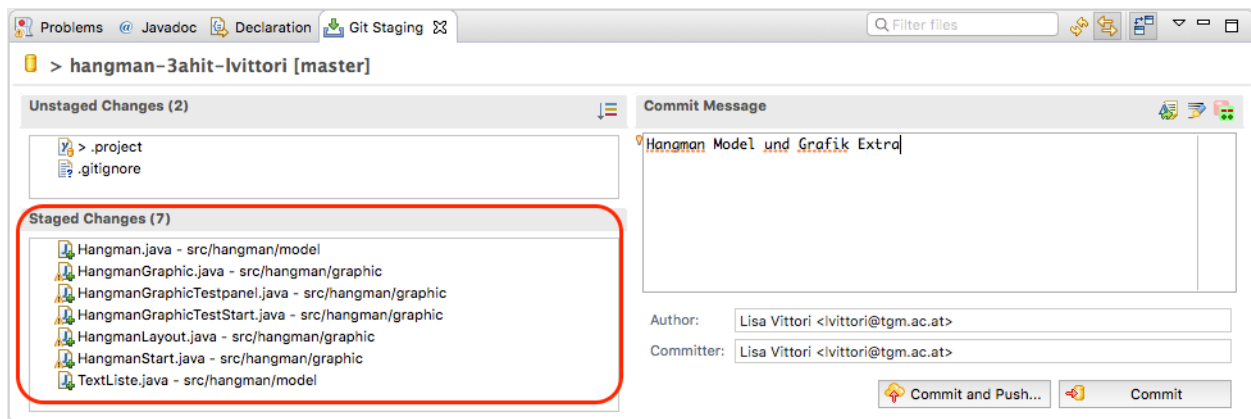 Problems @ Javadoc Declaration Git Staging Filter files
> hangman-3ahit-lvittori [master]
Unstaged Changes (2)
> .project
.gitignore
Staged Changes (7)
Hangman.java - src/hangman/model
HangmanGraphic.java - src/hangman/graphic
HangmanGraphicTestpanel.java - src/hangman/graphic
HangmanGraphicTestStart.java - src/hangman/graphic
HangmanLayout.java - src/hangman/graphic
HangmanStart.java - src/hangman/graphic
TextListe.java - src/hangman/model
Commit Message
Hangman Model und Grafik Extra
Author: Lisa Vittori <lvittori@tgm.ac.at>
Committer: Lisa Vittori <lvittori@tgm.ac.at>
Commit and Push... Commit